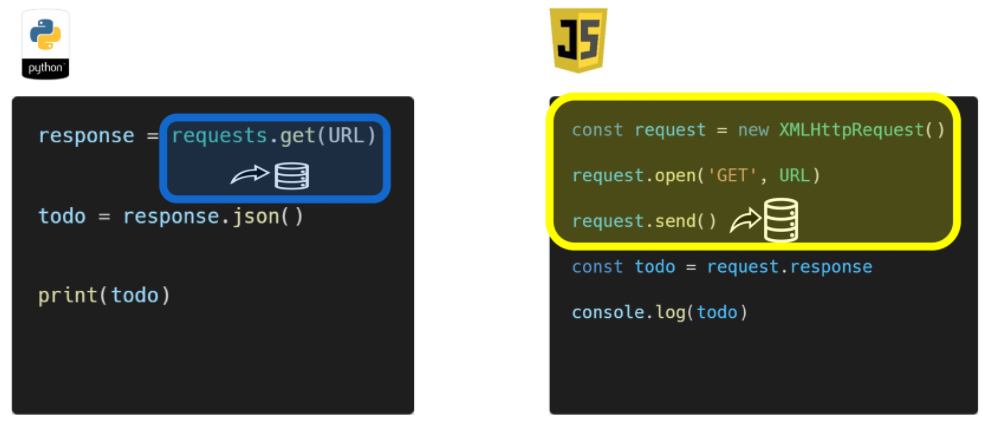 python
response = requests.get(URL)
todo = response.json()
print(todo)
JS
const request = new XMLHttpRequest()
request.open('GET', URL)
request.send()
const todo = request.response
console.log(todo)